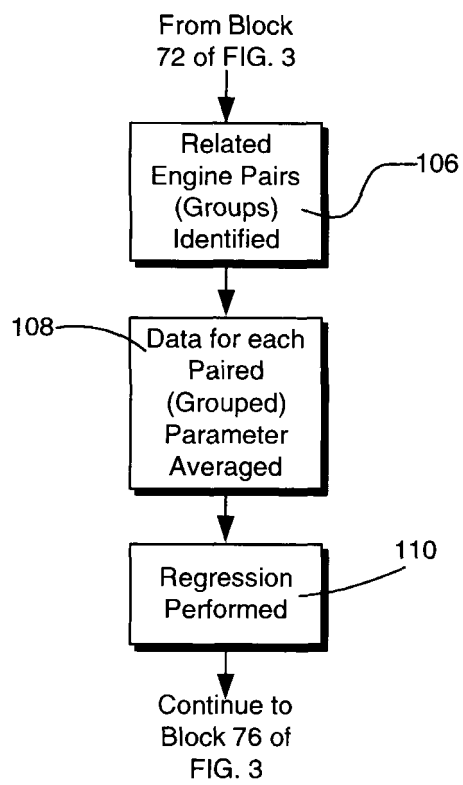 From Block
72 of FIG. 3
Related
Engine Pairs
(Groups)
Identified
106
108
Data for each
Paired
(Grouped)
Parameter
Averaged
110
Regression
Performed
Continue to
Block 76 of
FIG. 3